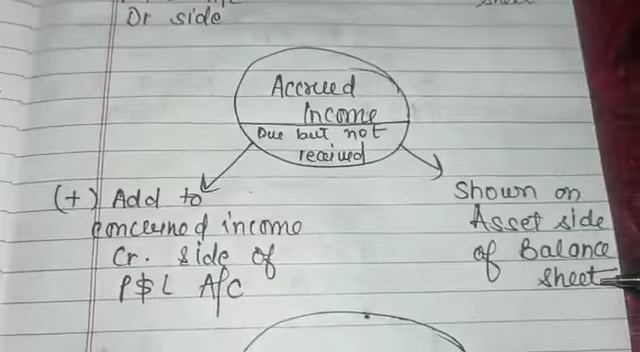 Dr side
Accrued
Income
Due but not
received
(+) Add to
concerned income
Cr. side of
P$L A/C
Shown on
Asset side
of Balance
sheet